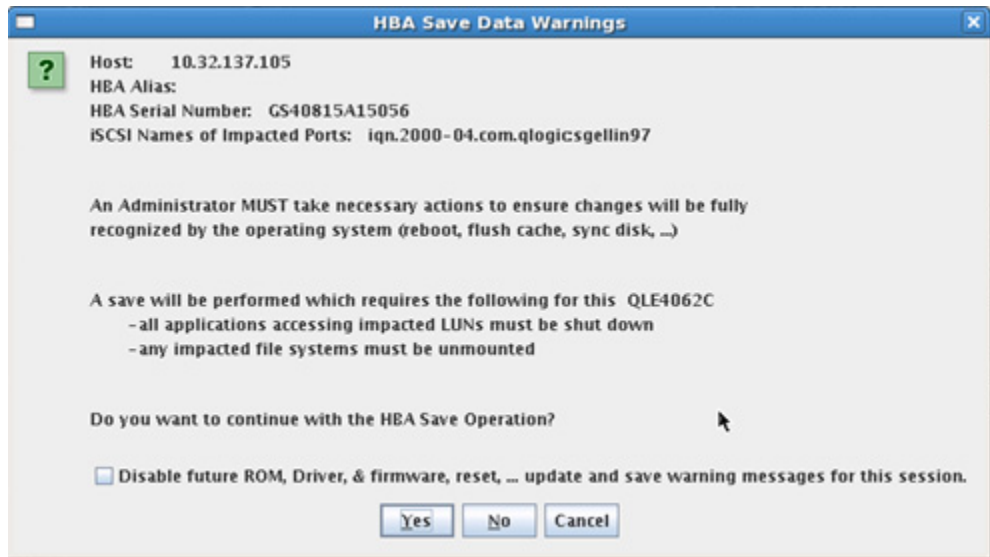 HBA Save Data Warnings
?
Host: 10.32.137.105
HBA Alias:
HBA Serial Number: GS40815A15056
iSCSI Names of Impacted Ports: iqn.2000-04.com.qlogic:sgellin97
An Administrator MUST take necessary actions to ensure changes will be fully
recognized by the operating system (reboot, flush cache, sync disk, ...)
A save will be performed which requires the following for this QLE4062C
-all applications accessing impacted LUNs must be shut down
-any impacted file systems must be unmounted
Do you want to continue with the HBA Save Operation?
Disable future ROM, Driver, & firmware, reset, ... update and save warning messages for this session.
Yes No Cancel